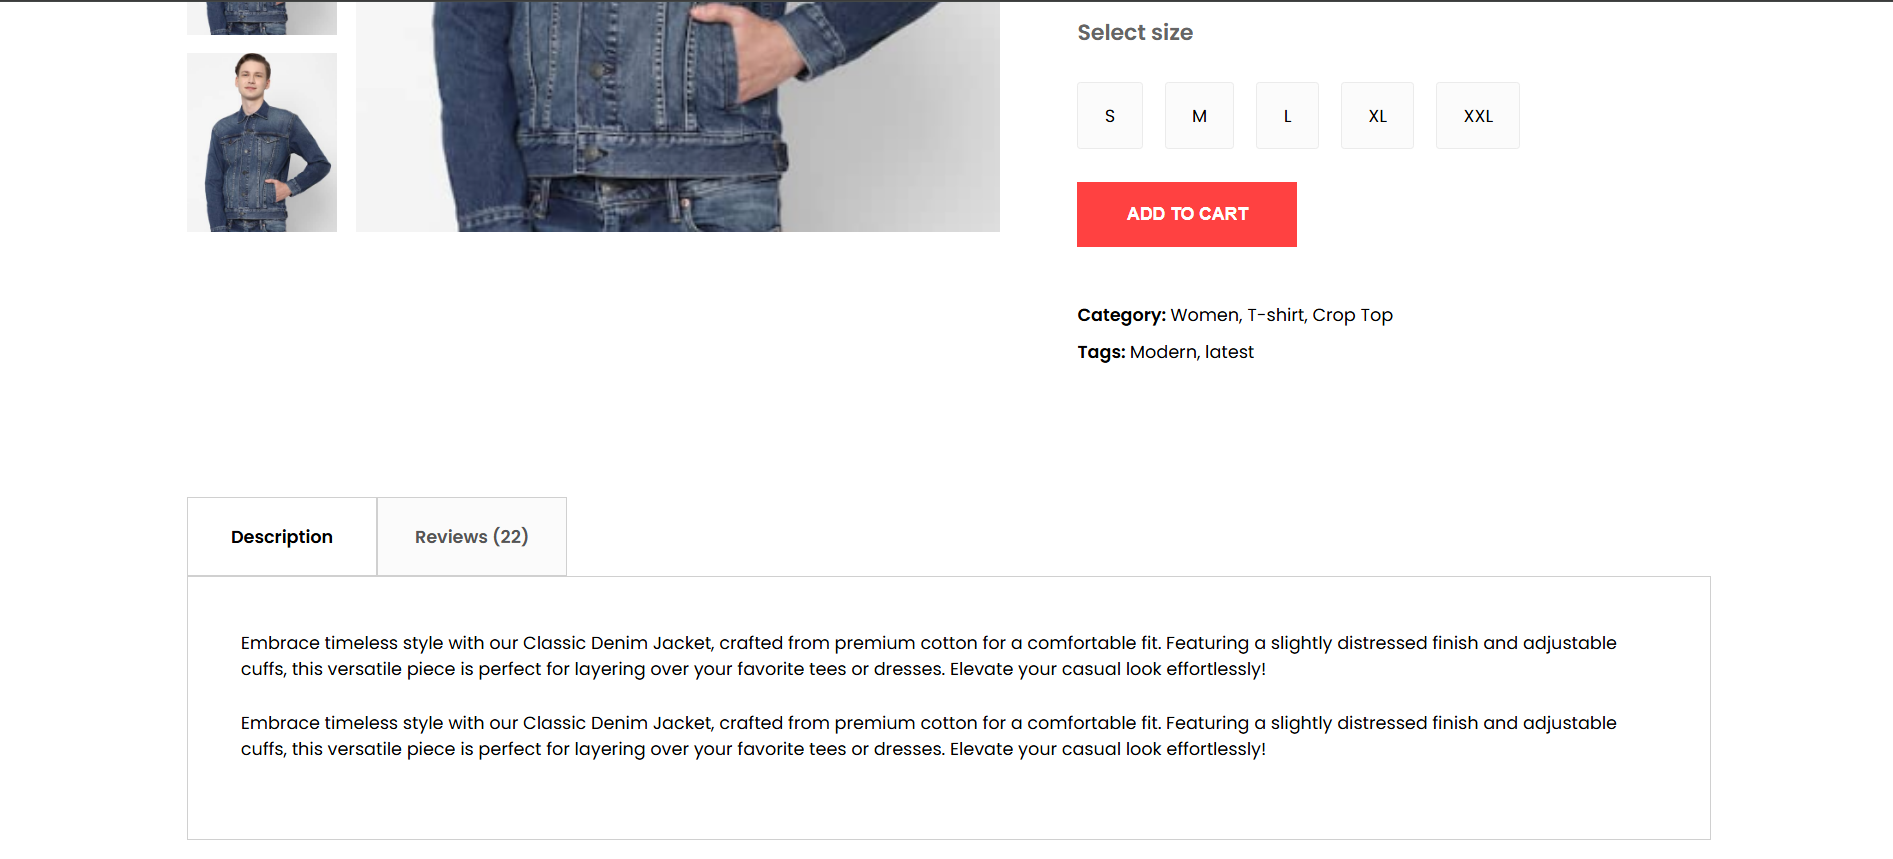 Select size
S M L XL XXL
ADD TO CART
Category: Women, T-shirt, Crop Top
Tags: Modern, latest
Description Reviews (22)
Embrace timeless style with our Classic Denim Jacket, crafted from premium cotton for a comfortable fit. Featuring a slightly distressed finish and adjustable
cuffs, this versatile piece is perfect for layering over your favorite tees or dresses. Elevate your casual look effortlessly!
Embrace timeless style with our Classic Denim Jacket, crafted from premium cotton for a comfortable fit. Featuring a slightly distressed finish and adjustable
cuffs, this versatile piece is perfect for layering over your favorite tees or dresses. Elevate your casual look effortlessly!